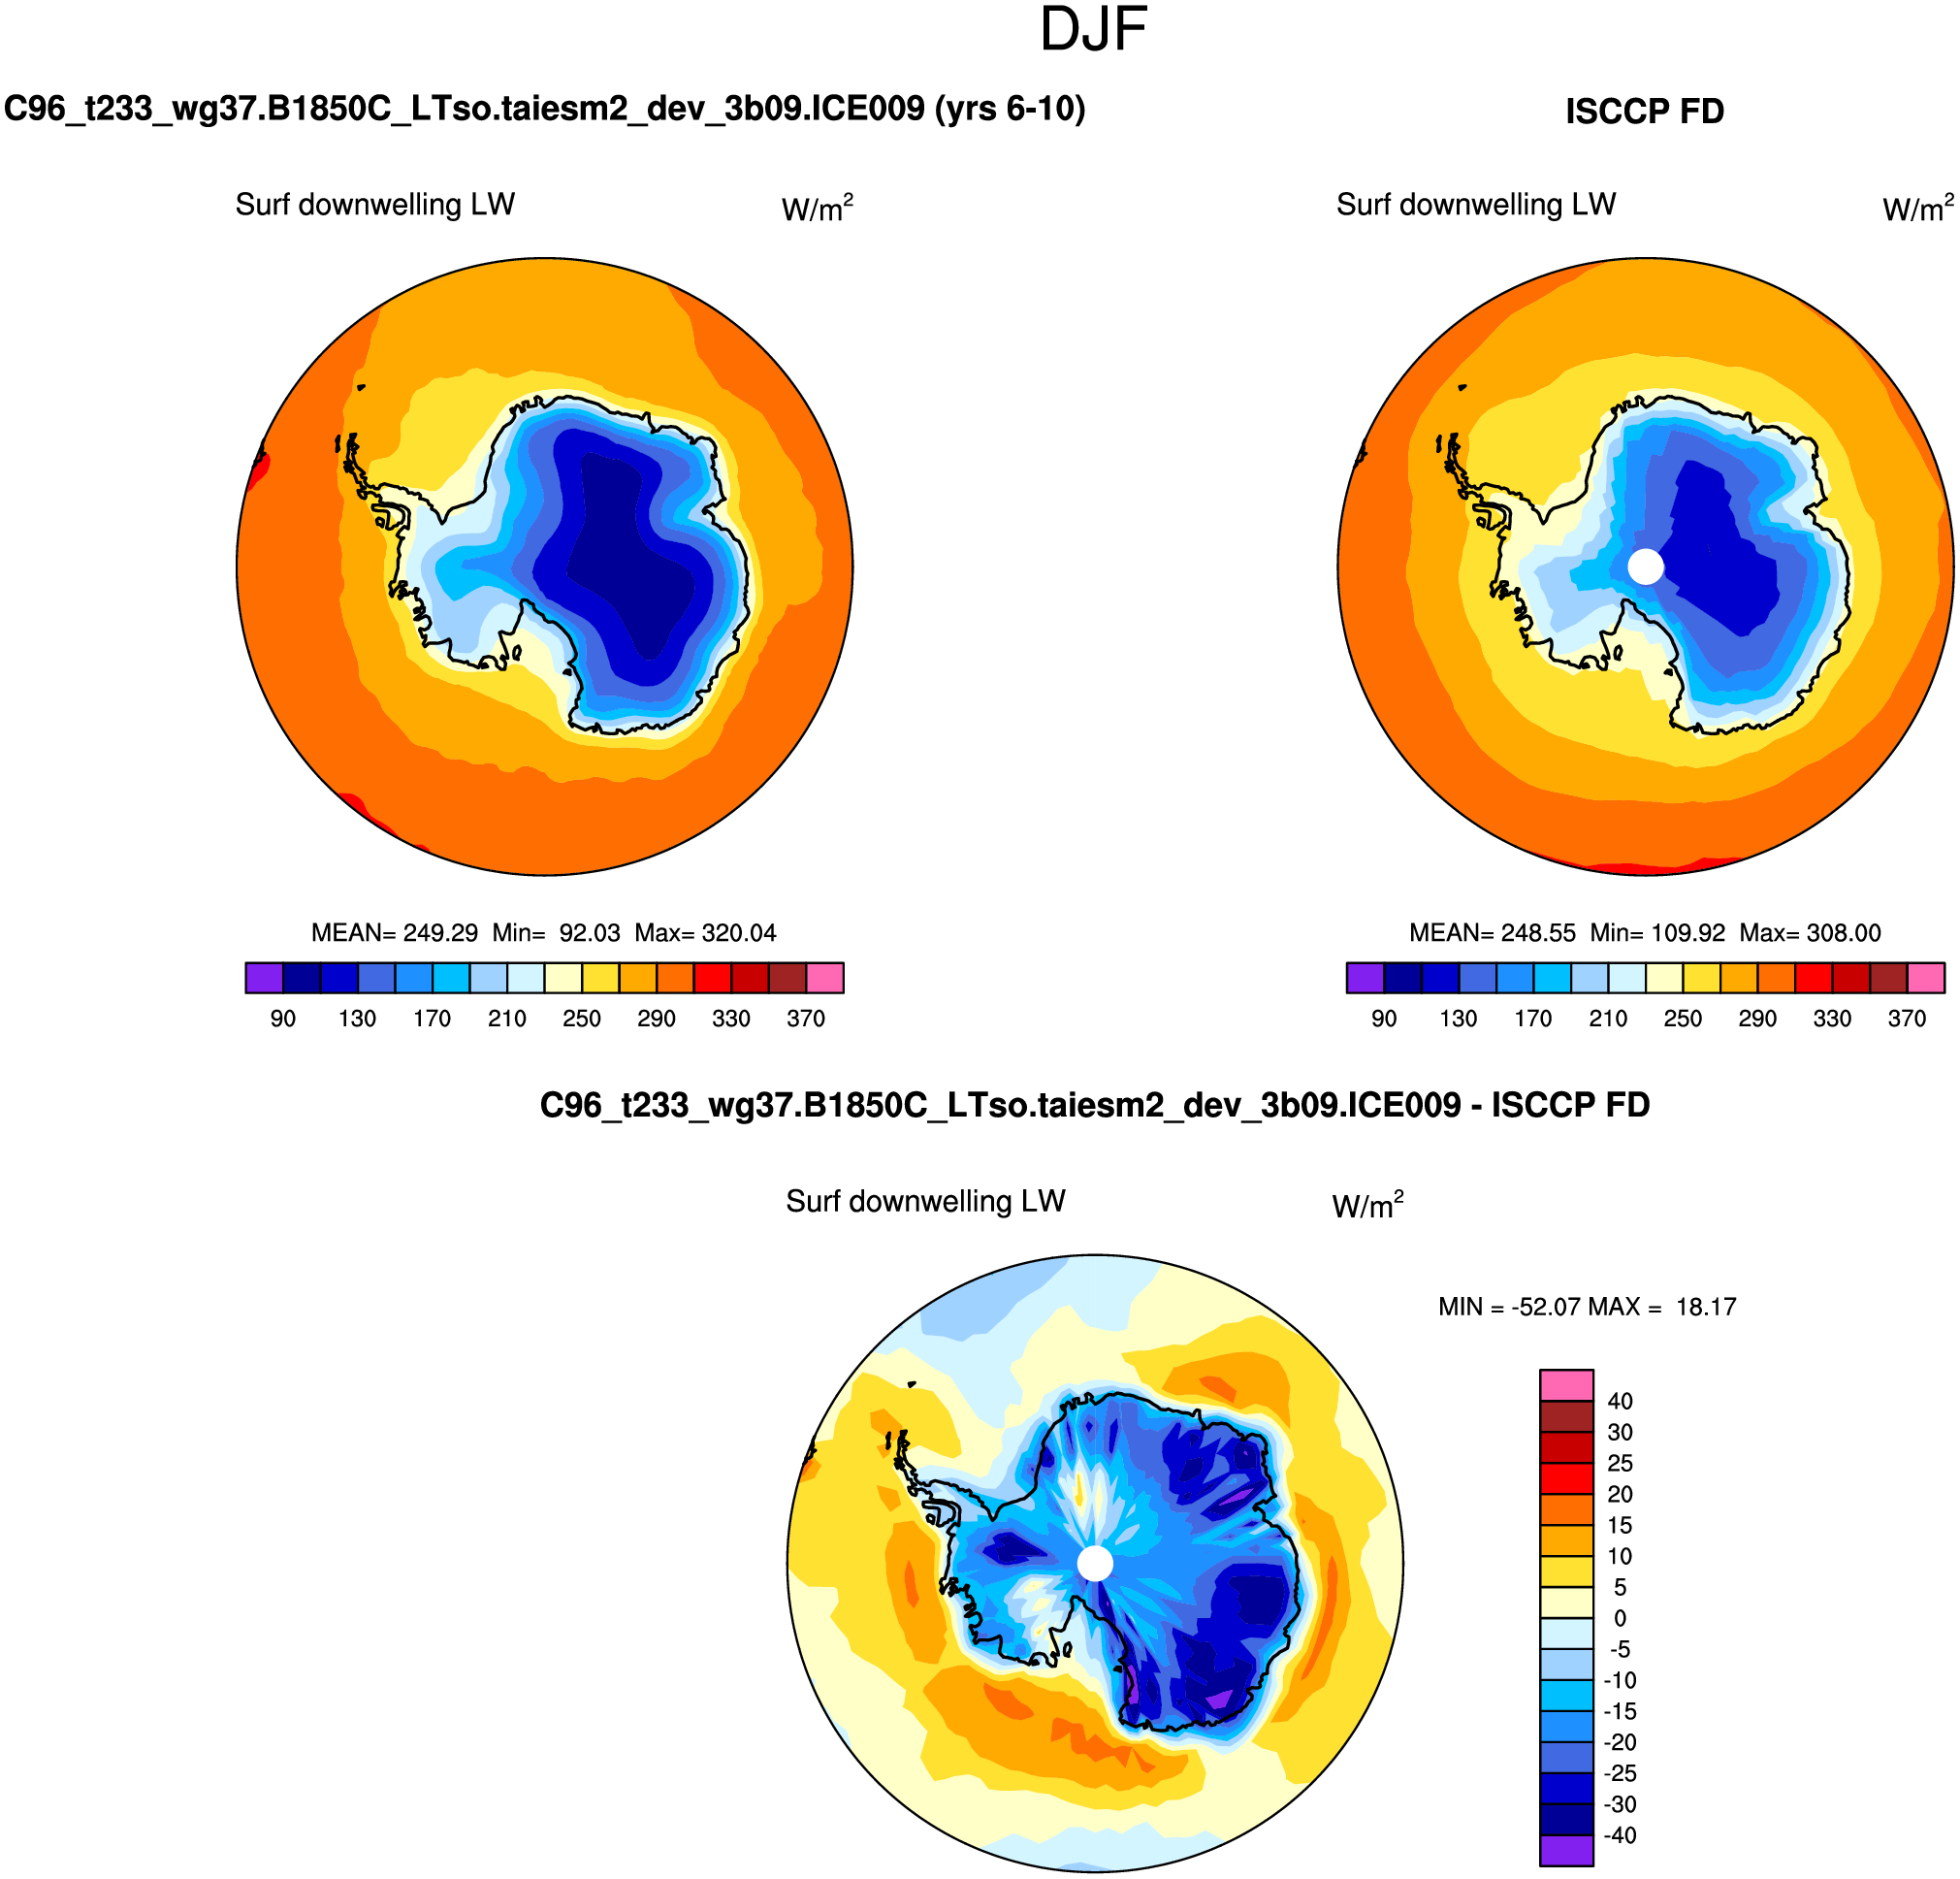 DJF
C96_t233_wg37.B1850C_LTso.taiesm2_dev_3b09.ICE009 (yrs 6-10)
ISCCP FD
Surf downwelling LW W/m²
Surf downwelling LW W/m²
MEAN= 249.29 Min= 92.03 Max= 320.04
MEAN= 248.55 Min= 109.92 Max= 308.00
90 130 170 210 250 290 330 370
90 130 170 210 250 290 330 370
C96_t233_wg37.B1850C_LTso.taiesm2_dev_3b09.ICE009 - ISCCP FD
Surf downwelling LW W/m²
MIN = -52.07 MAX = 18.17
40
30
25
20
15
10
5
0
-5
-10
-15
-20
-25
-30
-40